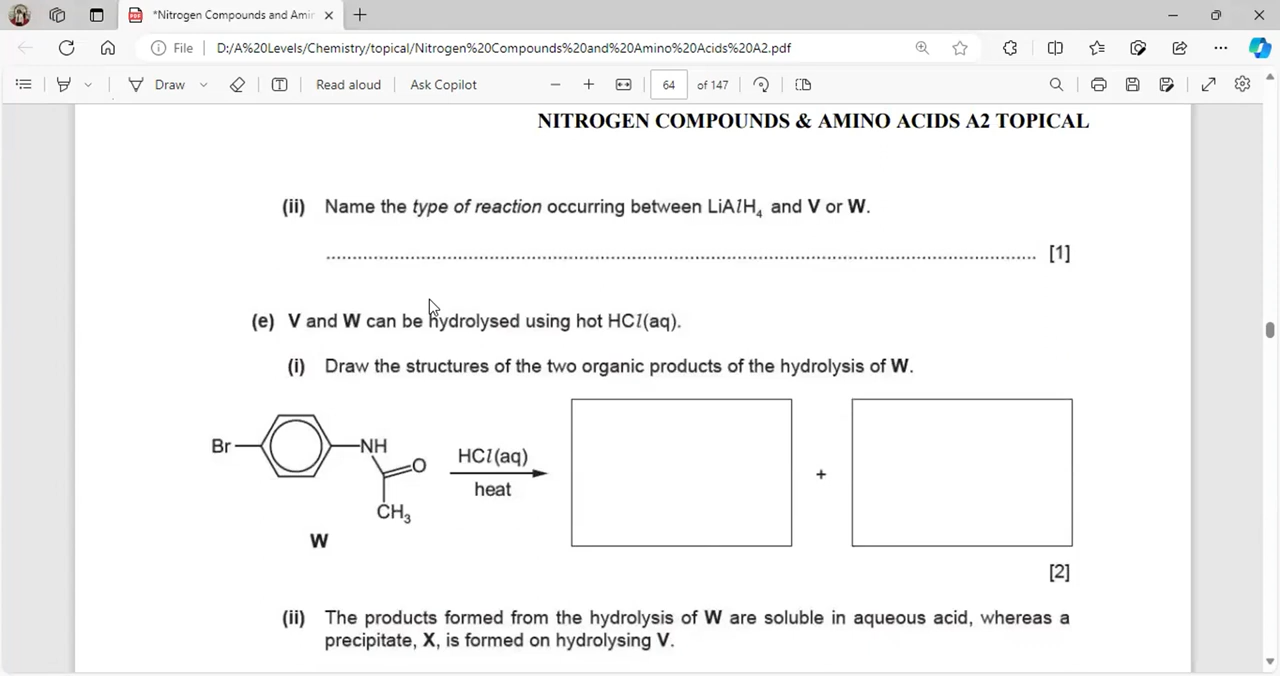 *Nitrogen Compounds and Amin
File
D:/A%20Levels/Chemistry/topical/Nitrogen%20Compounds%20and%20Amino%20Acids%20A2.pdf
Draw
Read aloud
Ask Copilot
64 of 147
NITROGEN COMPOUNDS & AMINO ACIDS A2 TOPICAL
(ii) Name the type of reaction occurring between LiAlH4 and V or W.
[1]
(e) V and W can be hydrolysed using hot HCl(aq).
(i) Draw the structures of the two organic products of the hydrolysis of W.
Br
NH
O
CH3
W
HCl(aq)
heat
+
[2]
(ii) The products formed from the hydrolysis of W are soluble in aqueous acid, whereas a
precipitate, X, is formed on hydrolysing V.